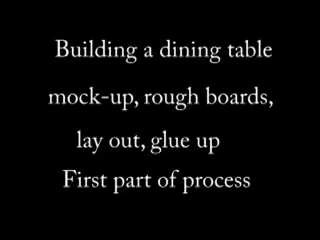 Building a dining table
mock-up, rough boards,
lay out, glue up
First part of process